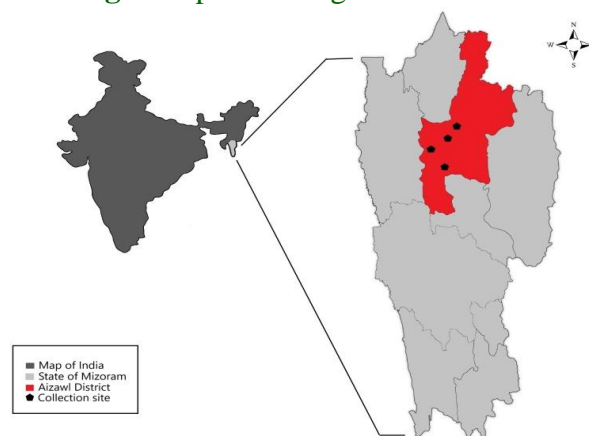 N
W E
S
Map of India
State of Mizoram
Aizawl District
Collection site